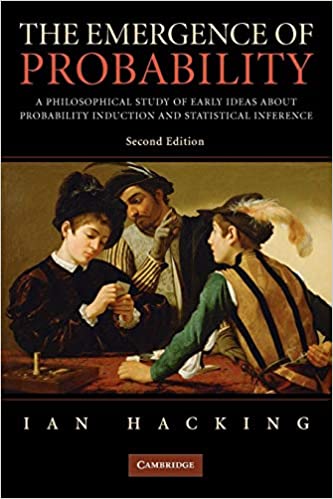 THE EMERGENCE OF
PROBABILITY
A PHILOSOPHICAL STUDY OF EARLY IDEAS ABOUT
PROBABILITY INDUCTION AND STATISTICAL INFERENCE
Second Edition
IAN HACKING
CAMBRIDGE